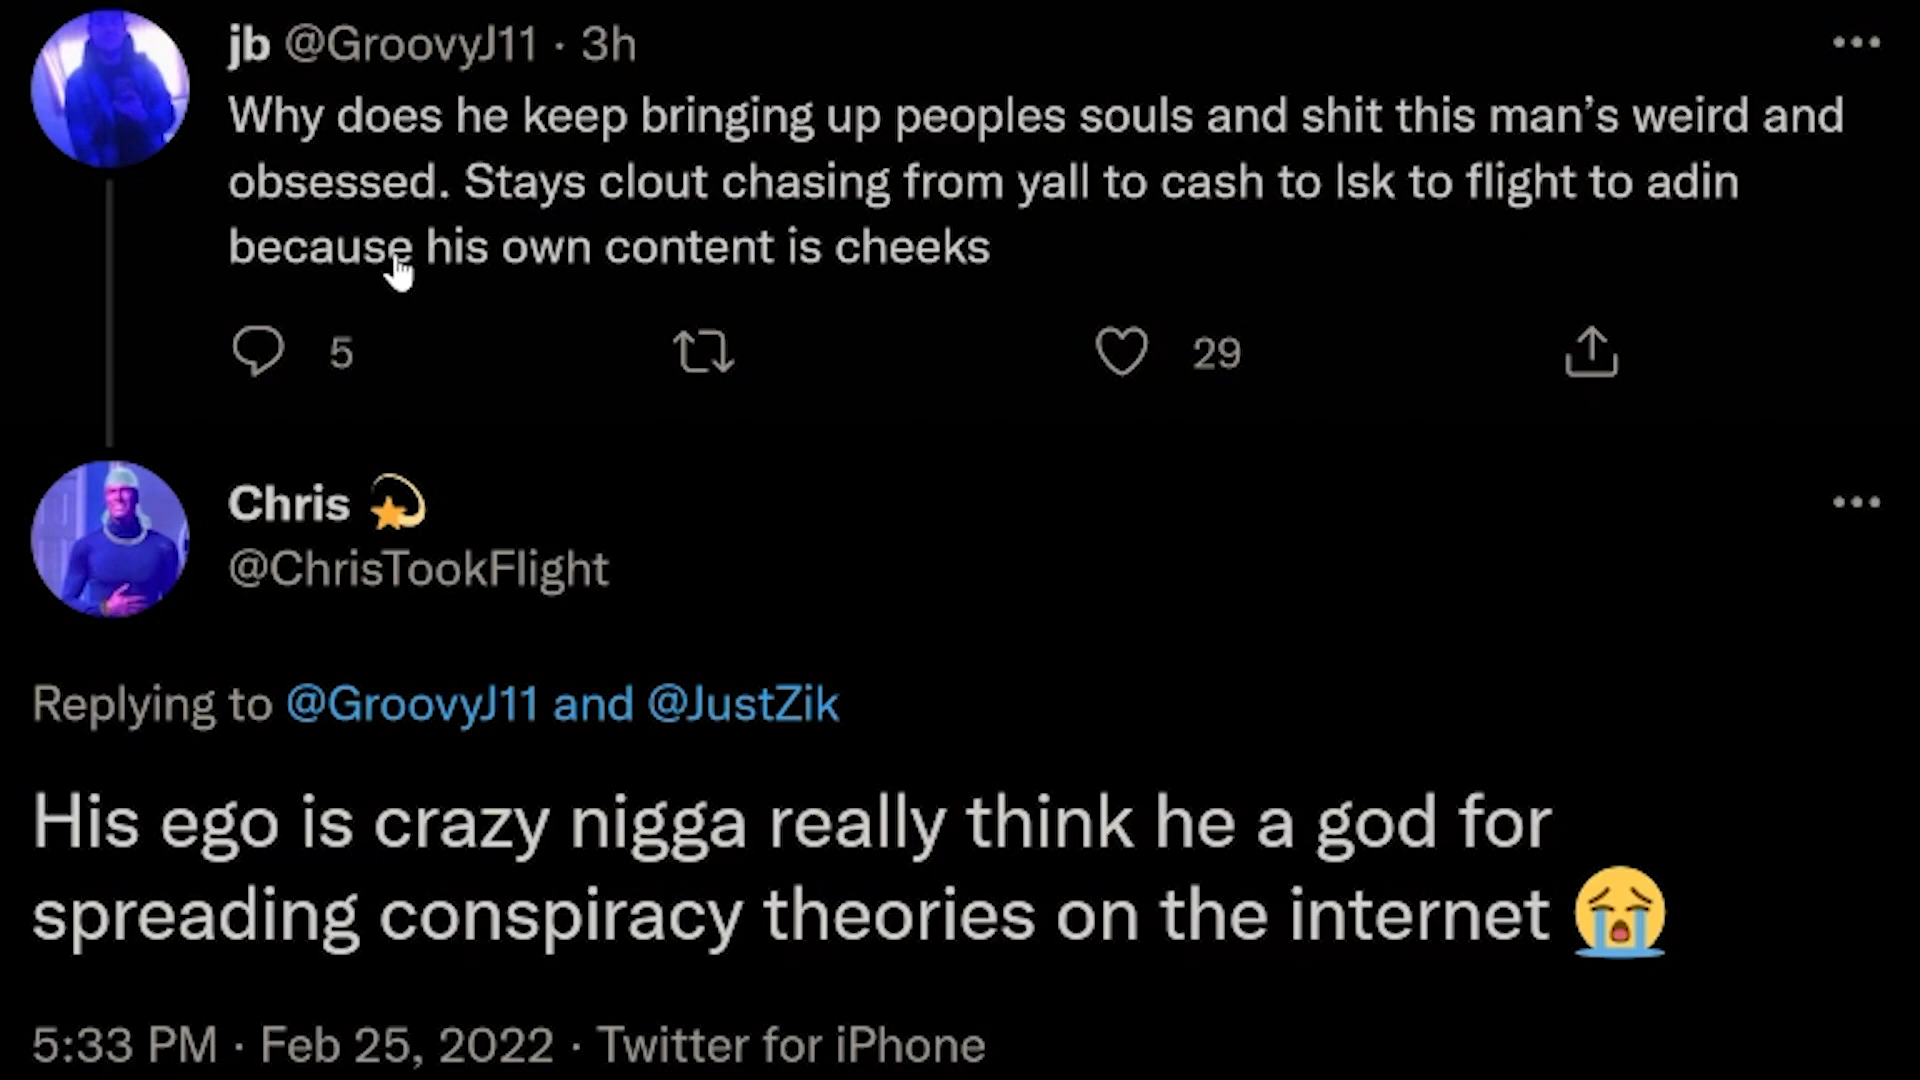 jb @GroovyJ11 · 3h
Why does he keep bringing up peoples souls and shit this man’s weird and
obsessed. Stays clout chasing from yall to cash to lsk to flight to adin
because his own content is cheeks
5 29
Chris 💫
@ChrisTookFlight
Replying to @GroovyJ11 and @JustZik
His ego is crazy nigga really think he a god for
spreading conspiracy theories on the internet 😭
5:33 PM · Feb 25, 2022 · Twitter for iPhone